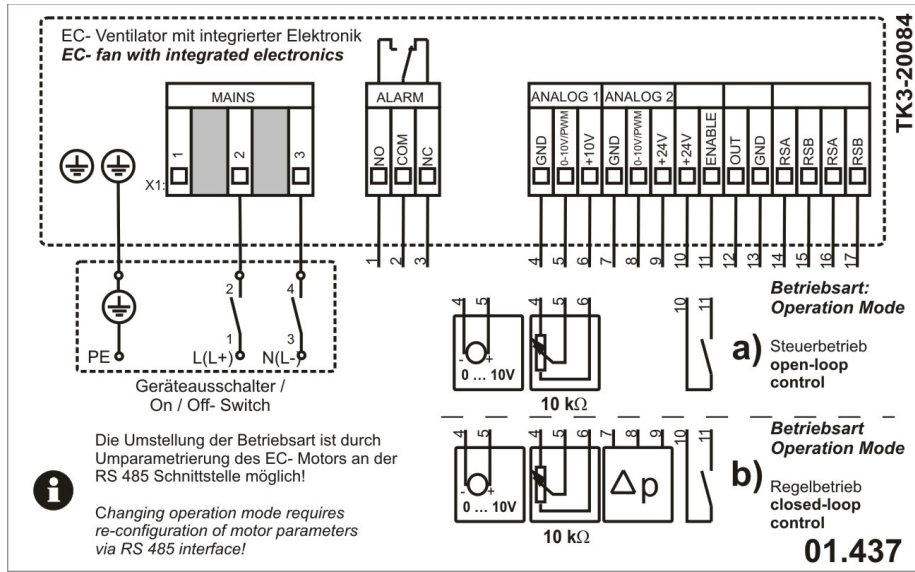 EC- Ventilator mit integrierter Elektronik
EC- fan with integrated electronics
TK3-20084
MAINS
ALARM
ANALOG 1 ANALOG 2
X1: 1 2 3
NO COM NC
GND 0-10V/PWM +10V GND 0-10V/PWM +24V +24V ENABLE OUT GND RSA RSB RSA RSB
1 2 3
4 5 6 7 8 9 10 11 12 13 14 15 16 17
2 4
1 3
PE L(L+) N(L-)
Geräteausschalter /
On / Off- Switch
Betriebsart:
Operation Mode
4 5 4 5 6 10 11
- +
0 ... 10V
10 kΩ
a) Steuerbetrieb
open-loop
control
Betriebsart
Operation Mode
4 5 4 5 6 7 8 9 10 11
- +
0 ... 10V
10 kΩ
Δp
b) Regelbetrieb
closed-loop
control
Die Umstellung der Betriebsart ist durch
Umparametrierung des EC- Motors an der
RS 485 Schnittstelle möglich!
i
Changing operation mode requires
re-configuration of motor parameters
via RS 485 interface!
01.437